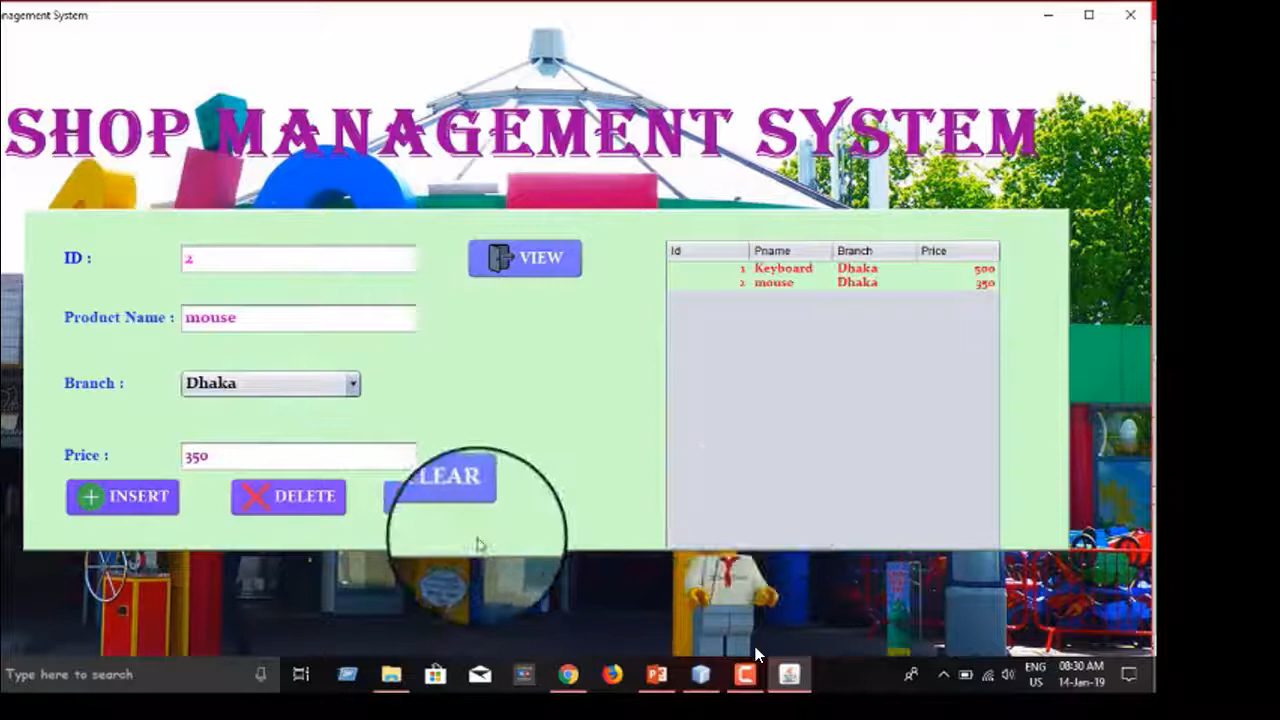 nagement System
SHOP MANAGEMENT SYSTEM
ID : 2 VIEW
Product Name : mouse
Branch : Dhaka
Price : 350
INSERT DELETE LEAR
Id Pname Branch Price
1 Keyboard Dhaka 500
2 mouse Dhaka 350
Type here to search
ENG 08:30 AM
US 14-Jan-19